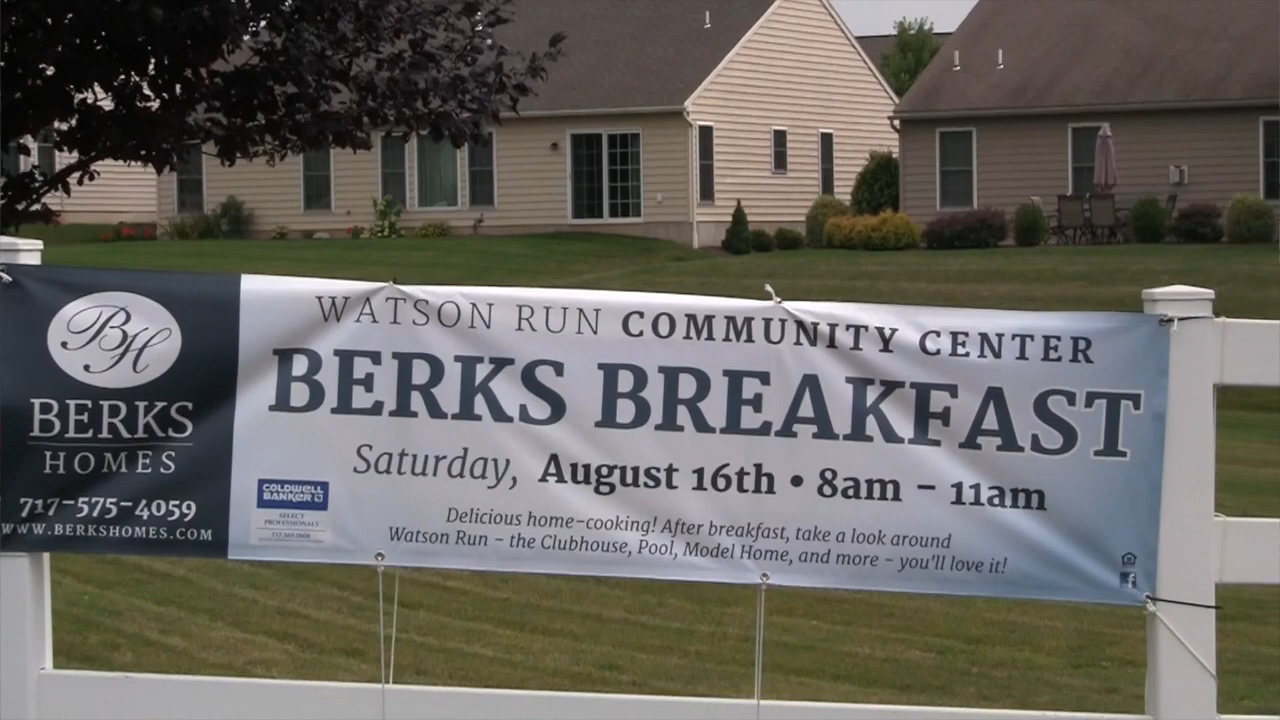 BH
BERKS
HOMES
717-575-4059
WWW.BERKSHOMES.COM
WATSON RUN COMMUNITY CENTER
BERKS BREAKFAST
Saturday, August 16th • 8am - 11am
COLDWELL
BANKER
SELECT
PROFESSIONALS
Delicious home-cooking! After breakfast, take a look around
Watson Run - the Clubhouse, Pool, Model Home, and more - you'll love it!
f